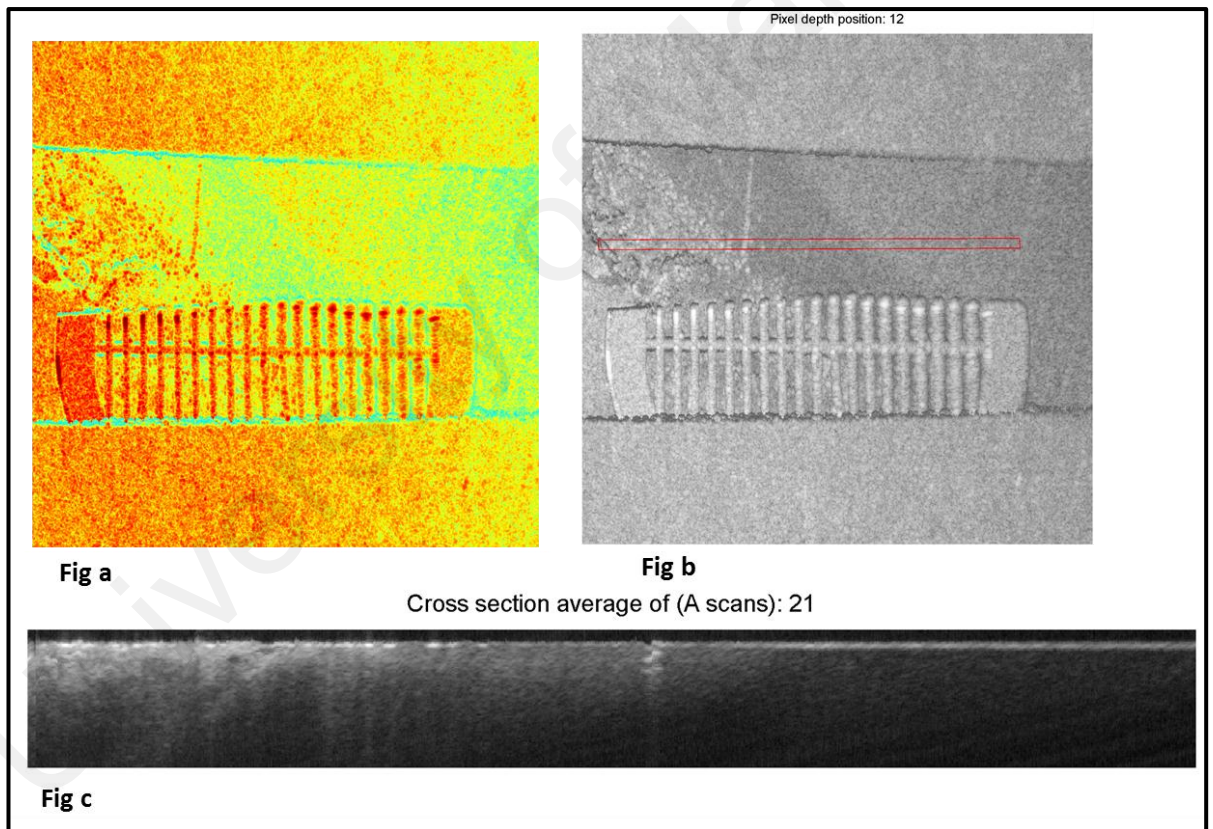 Pixel depth position: 12
Fig a
Fig b
Cross section average of (A scans): 21
Fig c